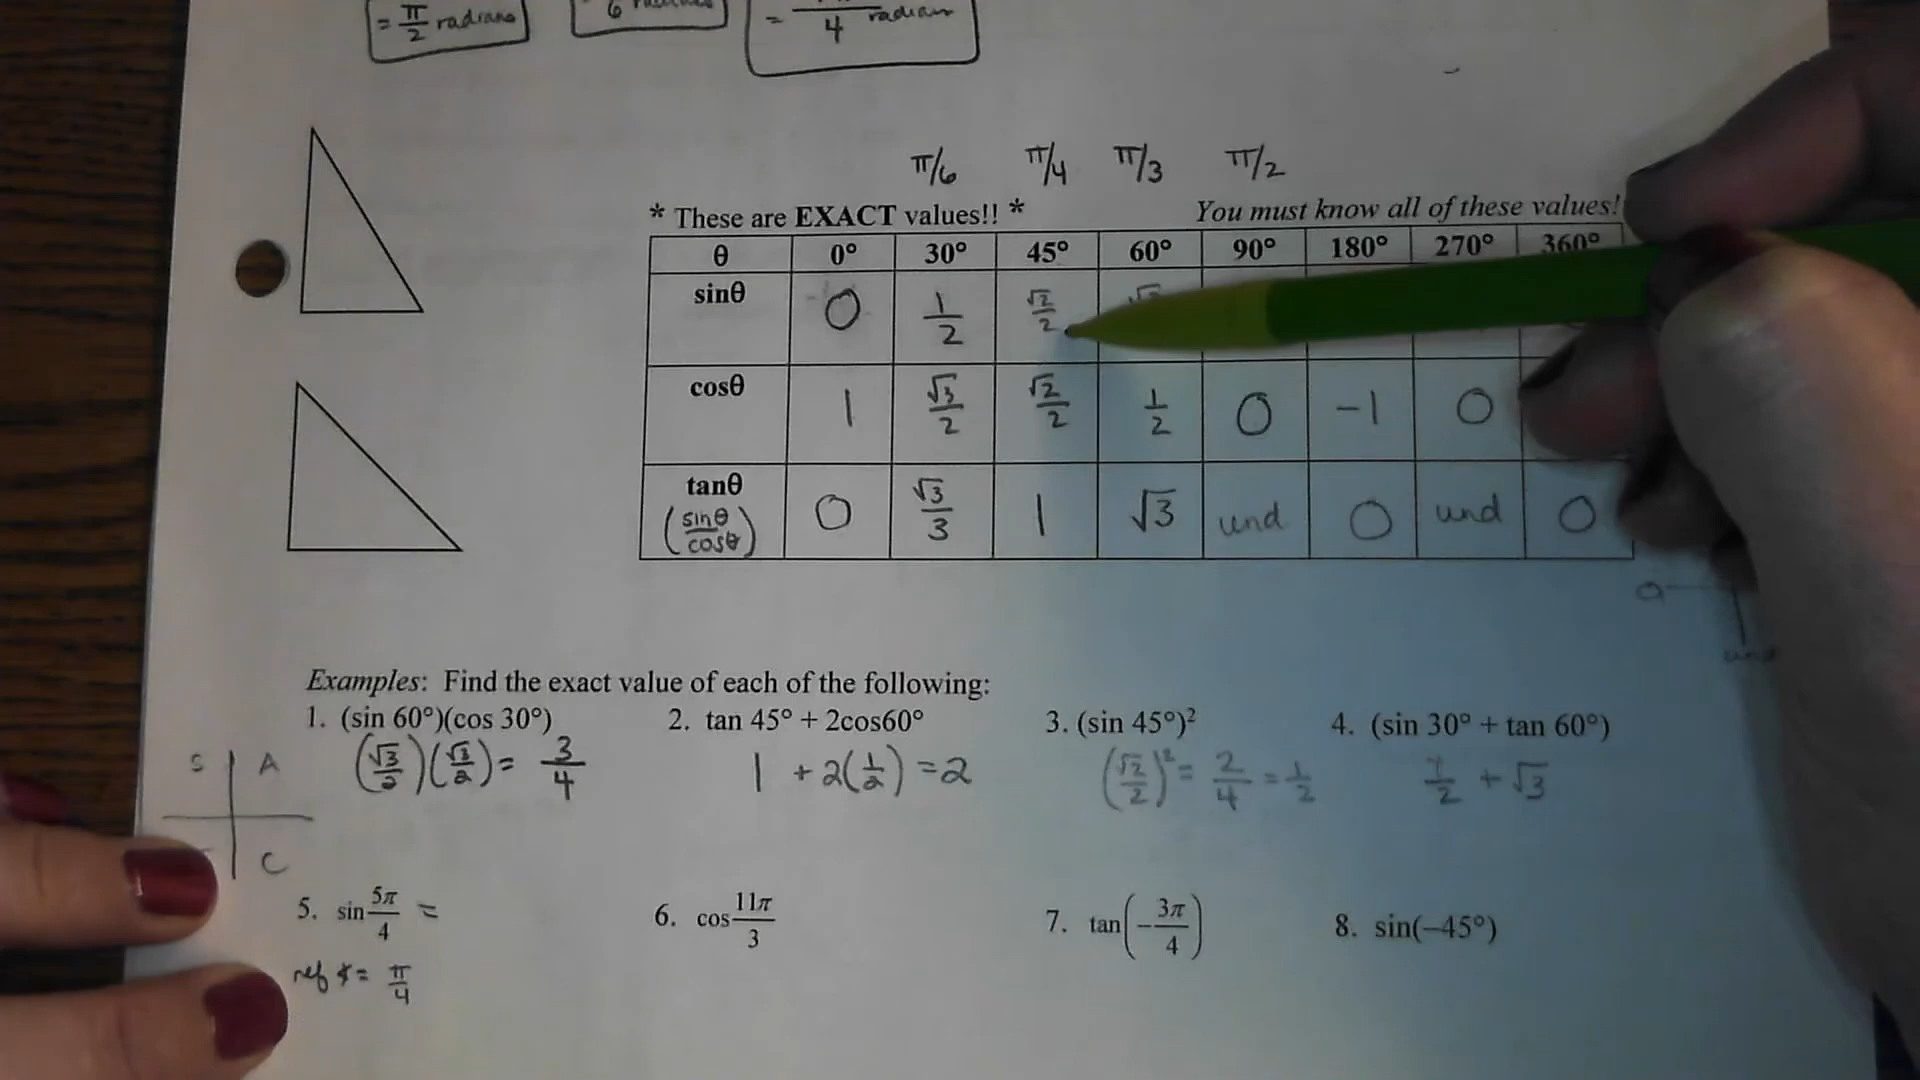 = π/2 radians 6 radians = 4 radians
π/6 π/4 π/3 π/2
* These are EXACT values!! * You must know all of these values!
θ 0° 30° 45° 60° 90° 180° 270° 360°
sinθ 0 1/2 √2/2
cosθ 1 √3/2 √2/2 1/2 0 -1 0
tanθ (sinθ/cosθ) 0 √3/3 1 √3 und 0 und 0
0
und
Examples: Find the exact value of each of the following:
1. (sin 60°)(cos 30°) 2. tan 45° + 2cos60° 3. (sin 45°)² 4. (sin 30° + tan 60°)
(√3/2)(√3/2) = 3/4 1 + 2(1/2) = 2 (√2/2)² = 2/4 = 1/2 1/2 + √3
S A
C
5. sin 5π/4 = 6. cos 11π/3 7. tan(-3π/4) 8. sin(–45°)
ref ∢ = π/4